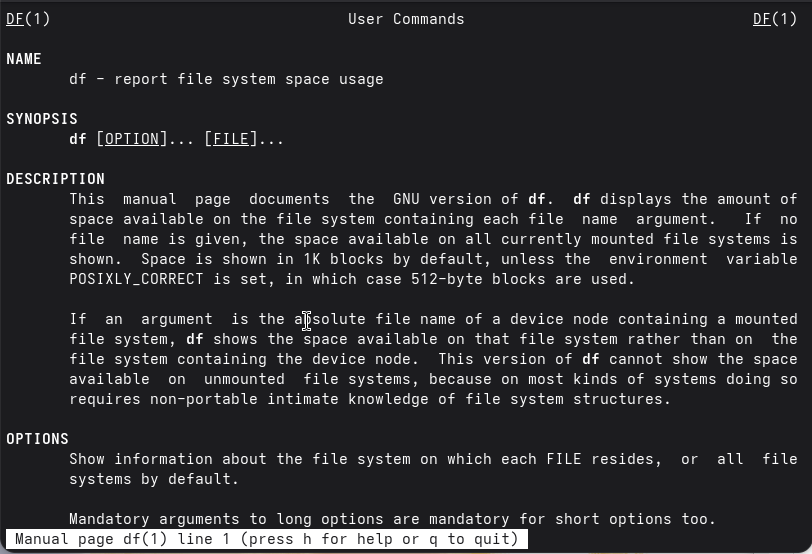 DF(1) User Commands DF(1)
NAME
df - report file system space usage
SYNOPSIS
df [OPTION]... [FILE]...
DESCRIPTION
This manual page documents the GNU version of df. df displays the amount of
space available on the file system containing each file name argument. If no
file name is given, the space available on all currently mounted file systems is
shown. Space is shown in 1K blocks by default, unless the environment variable
POSIXLY_CORRECT is set, in which case 512-byte blocks are used.
If an argument is the absolute file name of a device node containing a mounted
file system, df shows the space available on that file system rather than on the
file system containing the device node. This version of df cannot show the space
available on unmounted file systems, because on most kinds of systems doing so
requires non-portable intimate knowledge of file system structures.
OPTIONS
Show information about the file system on which each FILE resides, or all file
systems by default.
Mandatory arguments to long options are mandatory for short options too.
Manual page df(1) line 1 (press h for help or q to quit)